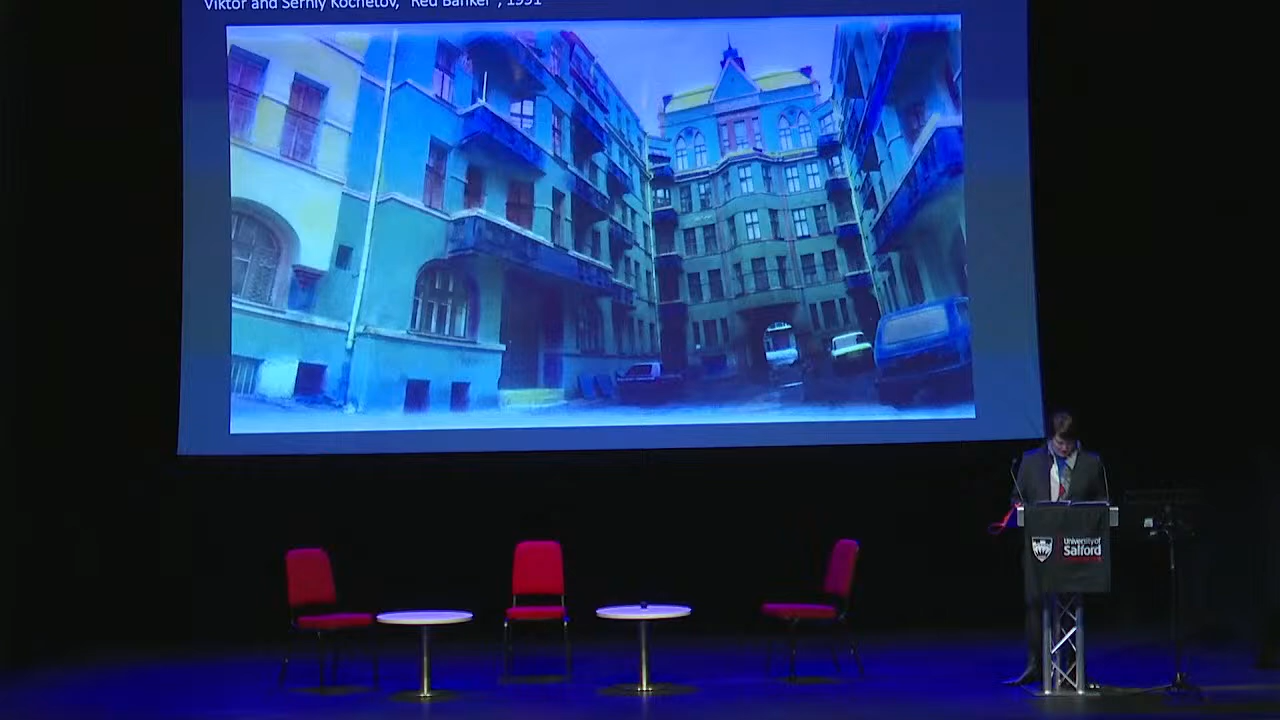 Viktor and Serhiy Kochetov, "Red Banker", 1991
University of
Salford